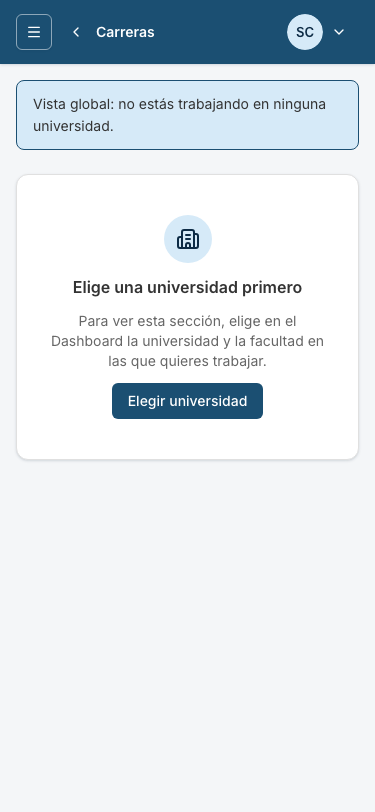 Carreras
SC
Vista global: no estás trabajando en ninguna
universidad.
Elige una universidad primero
Para ver esta sección, elige en el
Dashboard la universidad y la facultad en
las que quieres trabajar.
Elegir universidad